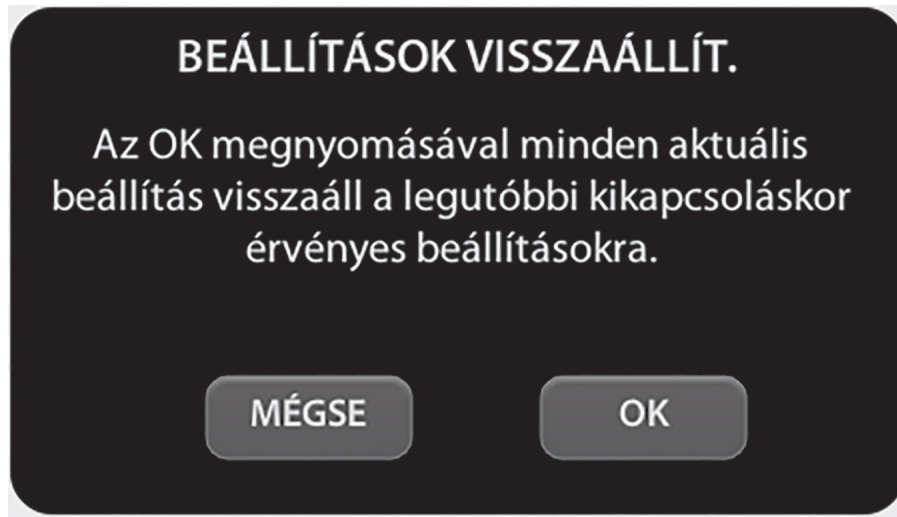 BEÁLLÍTÁSOK VISSZAÁLLÍT.
Az OK megnyomásával minden aktuális
beállítás visszaáll a legutóbbi kikapcsoláskor
érvényes beállításokra.
MÉGSE
OK